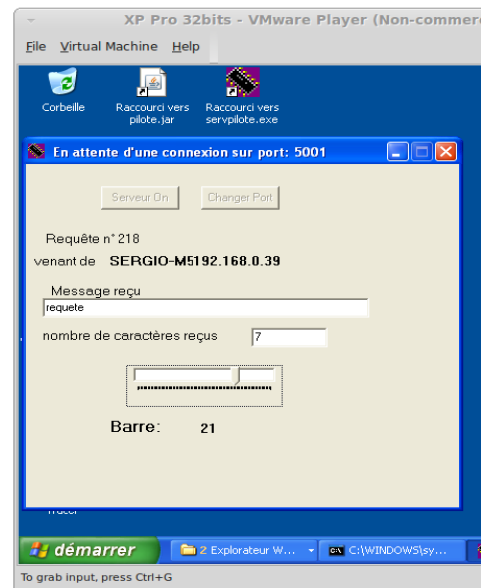 XP Pro 32bits - VMware Player (Non-commer
File Virtual Machine Help
Corbeille
Raccourci vers pilote.jar
Raccourci vers servpilote.exe
En attente d'une connexion sur port: 5001
Serveur On Changer Port
Requête n° 218
venant de SERGIO-M5192.168.0.39
Message reçu
requete
nombre de caractères reçus 7
Barre: 21
démarrer 2 Explorateur W... C:\WINDOWS\sy...
To grab input, press Ctrl+G